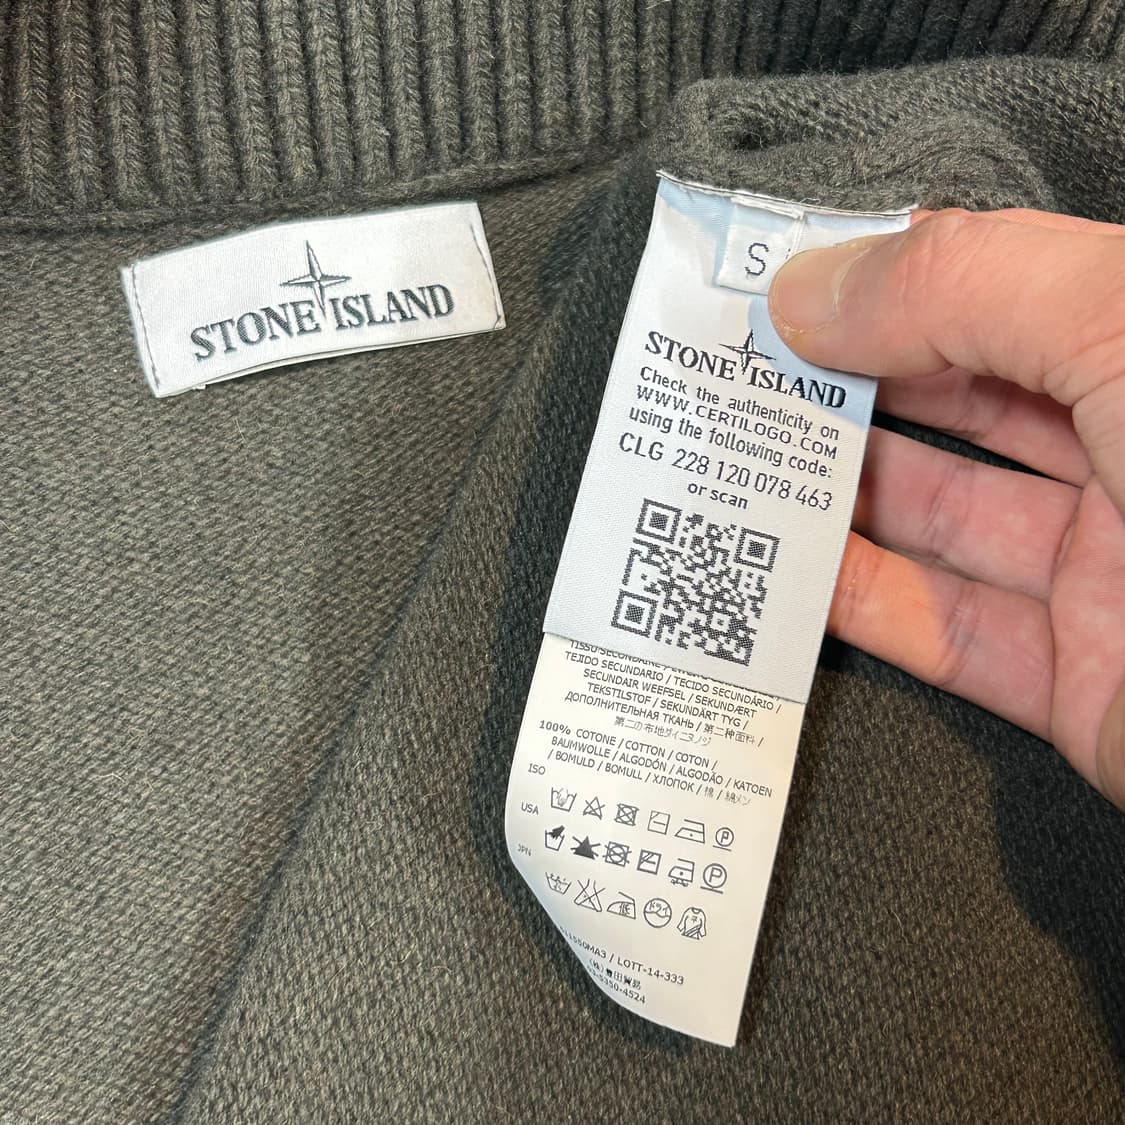 STONE ISLAND
S
STONE ISLAND
Check the authenticity on
WWW.CERTILOGO.COM
using the following code:
CLG 228 120 078 463
or scan
TEJIDO SECUNDARIO / TECIDO SECUNDÁRIO /
SECUNDAIR WEEFSEL / SEKUNDÆRT
TEKSTILSTOF / SEKUNDÄRT TYG /
ДОПОЛНИТЕЛЬНАЯ ТКАНЬ / 第二种面料 /
100% COTONE / COTTON / COTON /
BAUMWOLLE / ALGODÓN / ALGODÃO / KATOEN
/ BOMULD / BOMULL / ХЛОПОК / 棉 /
ISO
USA
JPN
/ LOTT-14-333
03-5350-4524